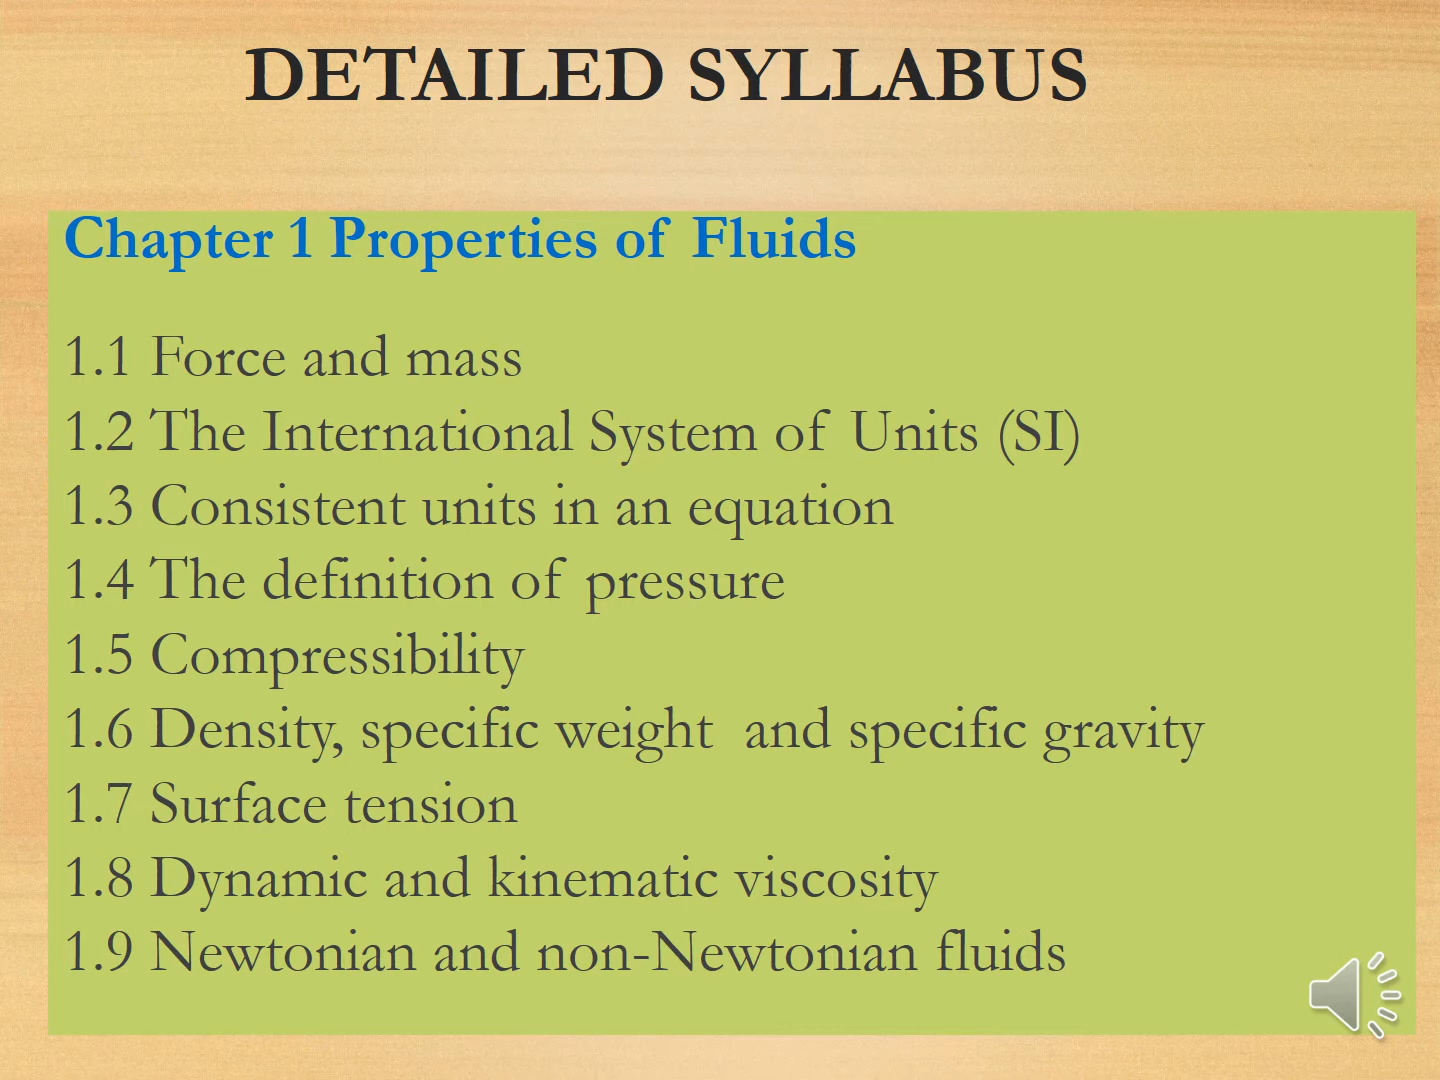 DETAILED SYLLABUS
Chapter 1 Properties of Fluids
1.1 Force and mass
1.2 The International System of Units (SI)
1.3 Consistent units in an equation
1.4 The definition of pressure
1.5 Compressibility
1.6 Density, specific weight and specific gravity
1.7 Surface tension
1.8 Dynamic and kinematic viscosity
1.9 Newtonian and non-Newtonian fluids